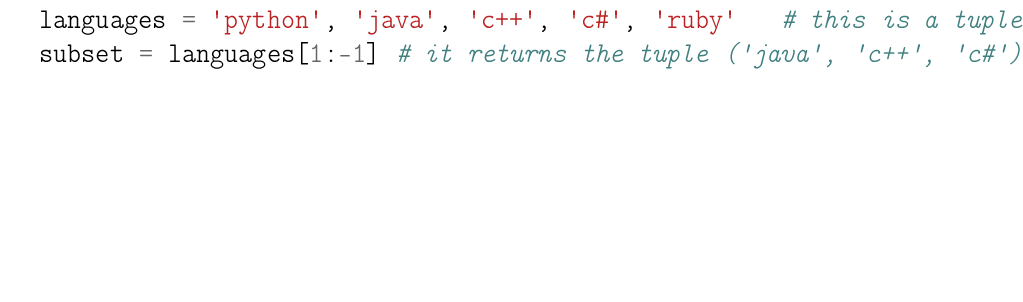 languages = 'python', 'java', 'c++', 'c#', 'ruby'   # this is a tuple
subset = languages[1:-1] # it returns the tuple ('java', 'c++', 'c#')